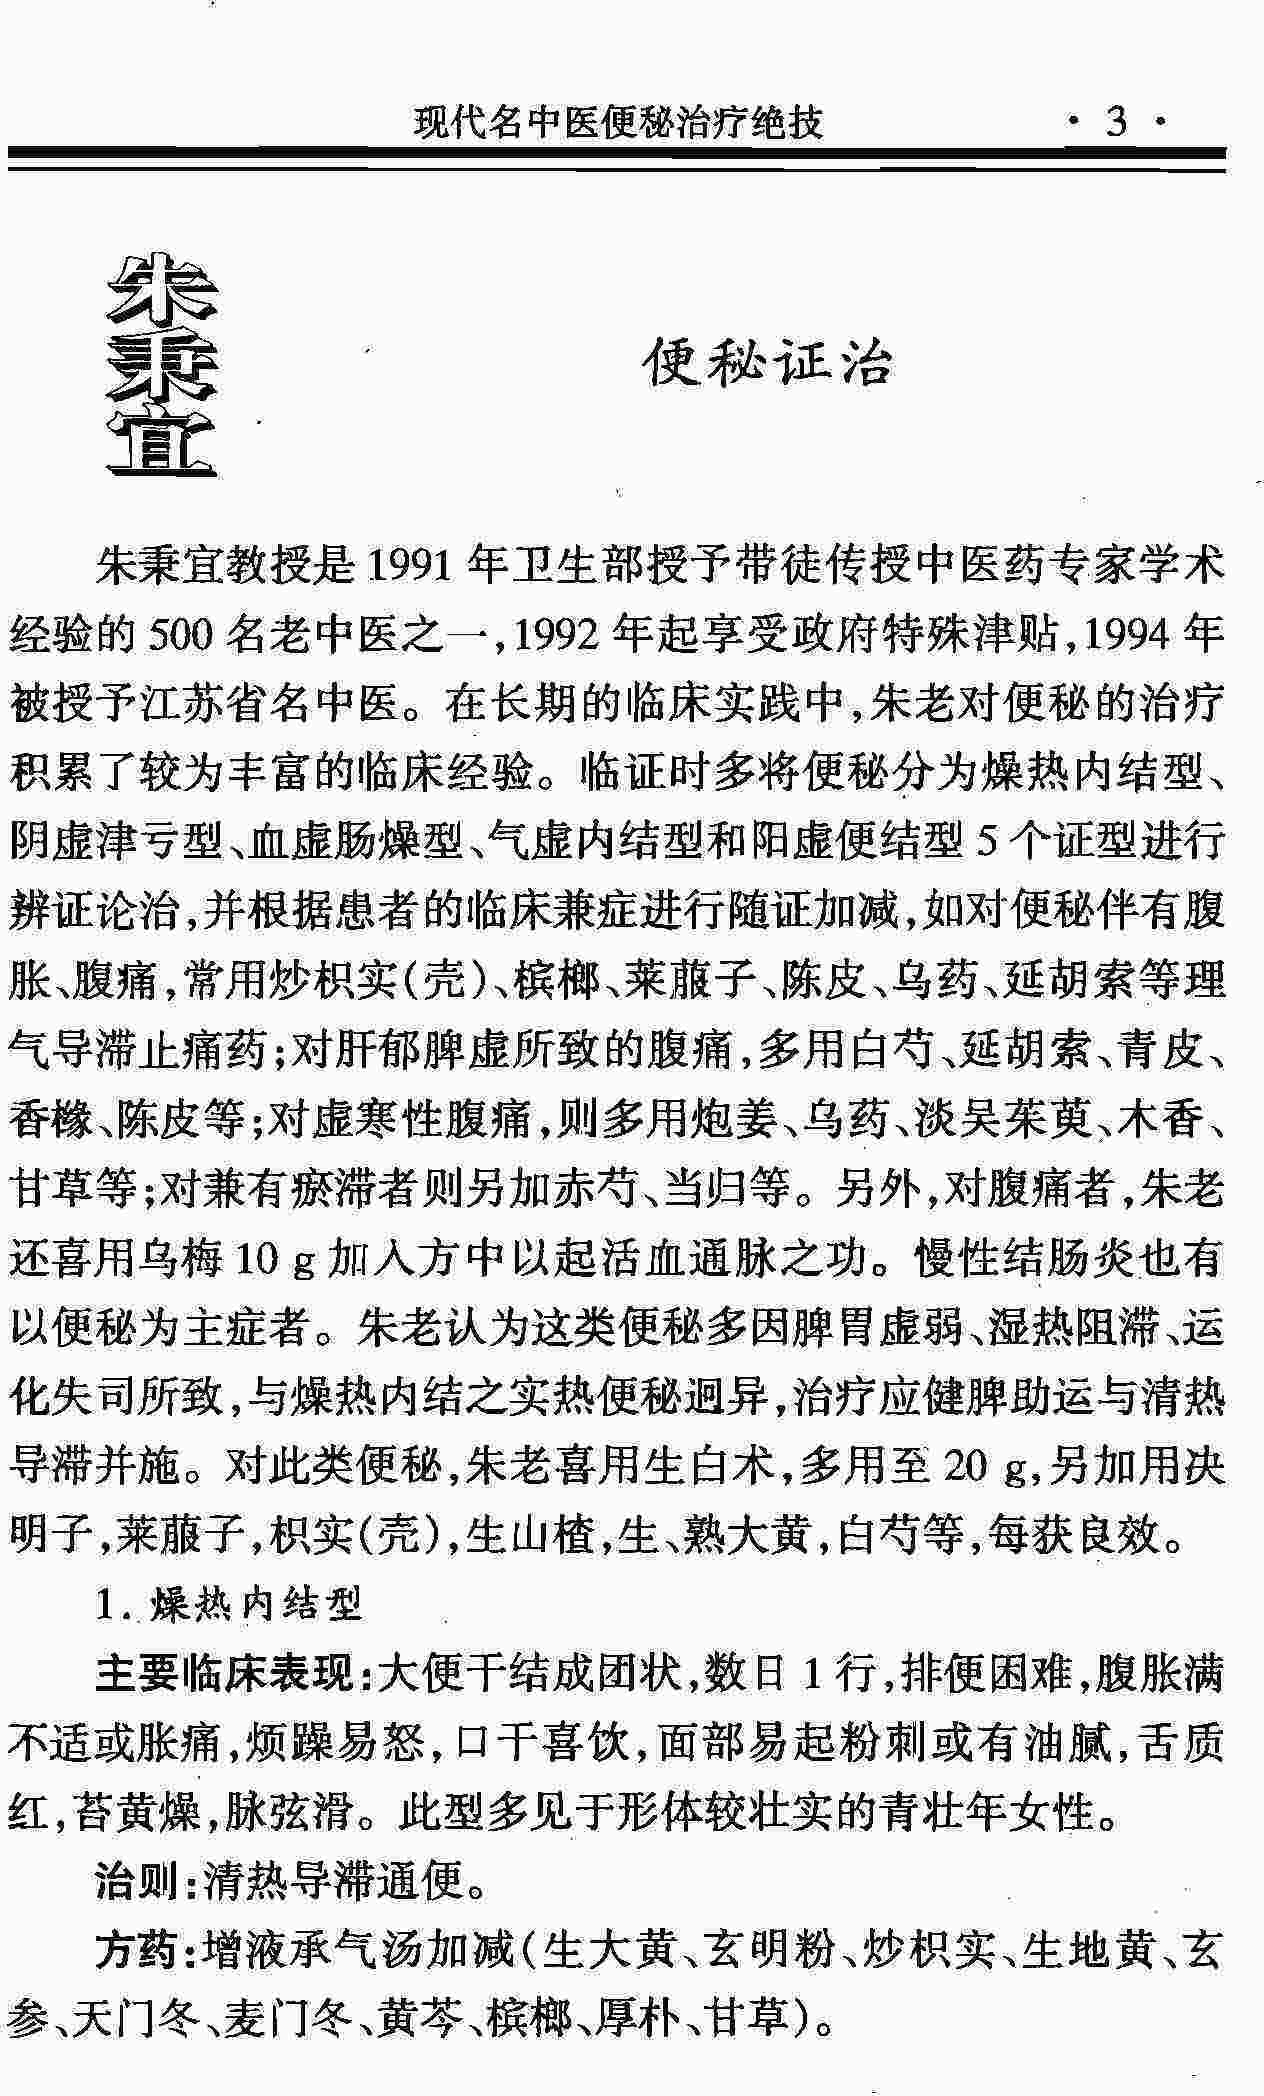 现代名中医便秘治疗绝技 ·3·
朱秉宜
便秘证治
朱秉宜教授是1991年卫生部授予带徒传授中医药专家学术
经验的500名老中医之一,1992年起享受政府特殊津贴,1994年
被授予江苏省名中医。在长期的临床实践中,朱老对便秘的治疗
积累了较为丰富的临床经验。临证时多将便秘分为燥热内结型、
阴虚津亏型、血虚肠燥型、气虚内结型和阳虚便结型5个证型进行
辨证论治,并根据患者的临床兼症进行随证加减,如对便秘伴有腹
胀、腹痛,常用炒枳实(壳)、槟榔、莱菔子、陈皮、乌药、延胡索等理
气导滞止痛药;对肝郁脾虚所致的腹痛,多用白芍、延胡索、青皮、
香橼、陈皮等;对虚寒性腹痛,则多用炮姜、乌药、淡吴茱萸、木香、
甘草等;对兼有瘀滞者则另加赤芍、当归等。另外,对腹痛者,朱老
还喜用乌梅10 g加入方中以起活血通脉之功。慢性结肠炎也有
以便秘为主症者。朱老认为这类便秘多因脾胃虚弱、湿热阻滞、运
化失司所致,与燥热内结之实热便秘迥异,治疗应健脾助运与清热
导滞并施。对此类便秘,朱老喜用生白术,多用至20 g,另加用决
明子,莱菔子,枳实(壳),生山楂,生、熟大黄,白芍等,每获良效。
1.燥热内结型
主要临床表现:大便干结成团状,数日1行,排便困难,腹胀满
不适或胀痛,烦躁易怒,口干喜饮,面部易起粉刺或有油腻,舌质
红,苔黄燥,脉弦滑。此型多见于形体较壮实的青壮年女性。
治则:清热导滞通便。
方药:增液承气汤加减(生大黄、玄明粉、炒枳实、生地黄、玄
参、天门冬、麦门冬、黄芩、槟榔、厚朴、甘草)。